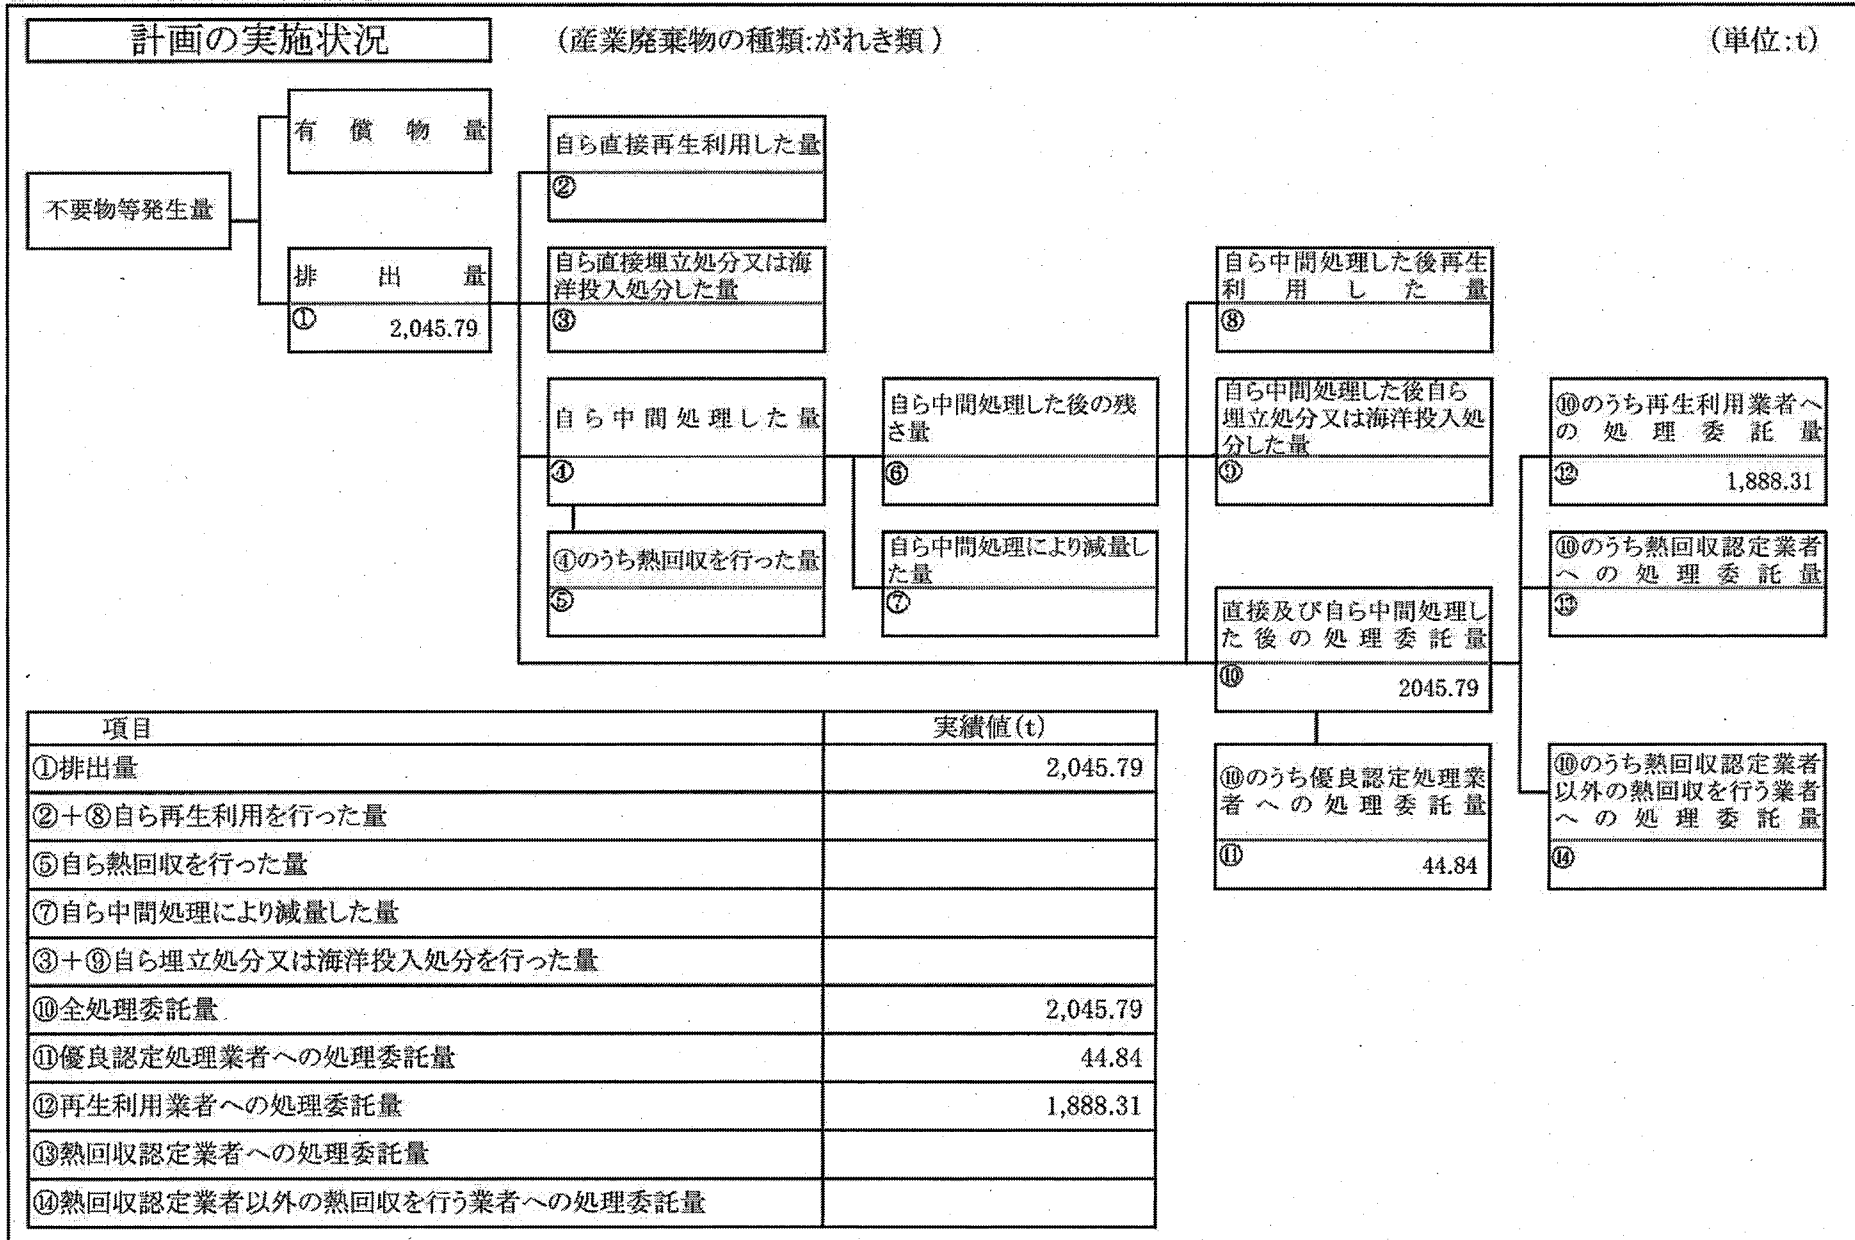 計画の実施状況
(産業廃棄物の種類:がれき類)
(単位:t)
不要物等発生量
有償物量
排出量
① 2,045.79
自ら直接再生利用した量
②
自ら直接埋立処分又は海
洋投入処分した量
③
自ら中間処理した量
④
④のうち熱回収を行った量
⑤
自ら中間処理した後の残
さ量
⑥
自ら中間処理により減量し
た量
⑦
自ら中間処理した後再生
利用した量
⑧
自ら中間処理した後自ら
埋立処分又は海洋投入処
分した量
⑨
直接及び自ら中間処理し
た後の処理委託量
⑩ 2045.79
⑩のうち優良認定処理業
者への処理委託量
⑪ 44.84
⑩のうち再生利用業者へ
の処理委託量
⑫ 1,888.31
⑩のうち熱回収認定業者
への処理委託量
⑬
⑩のうち熱回収認定業者
以外の熱回収を行う業者
への処理委託量
⑭
項目 実績値(t)
①排出量 2,045.79
②+⑧自ら再生利用を行った量
⑤自ら熱回収を行った量
⑦自ら中間処理により減量した量
③+⑨自ら埋立処分又は海洋投入処分を行った量
⑩全処理委託量 2,045.79
⑪優良認定処理業者への処理委託量 44.84
⑫再生利用業者への処理委託量 1,888.31
⑬熱回収認定業者への処理委託量
⑭熱回収認定業者以外の熱回収を行う業者への処理委託量